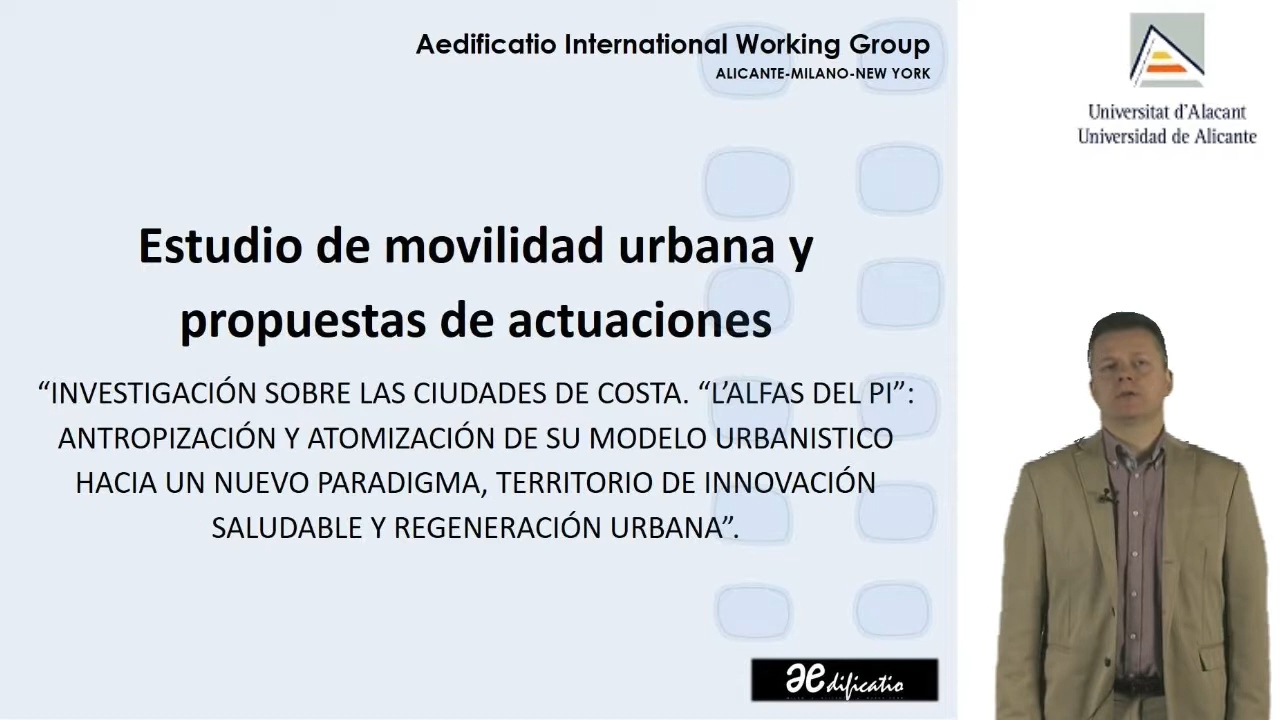 Aedificatio International Working Group
ALICANTE-MILANO-NEW YORK
Universitat d'Alacant
Universidad de Alicante
Estudio de movilidad urbana y
propuestas de actuaciones
“INVESTIGACIÓN SOBRE LAS CIUDADES DE COSTA. “L’ALFAS DEL PI”:
ANTROPIZACIÓN Y ATOMIZACIÓN DE SU MODELO URBANISTICO
HACIA UN NUEVO PARADIGMA, TERRITORIO DE INNOVACIÓN
SALUDABLE Y REGENERACIÓN URBANA”.
ædificatio